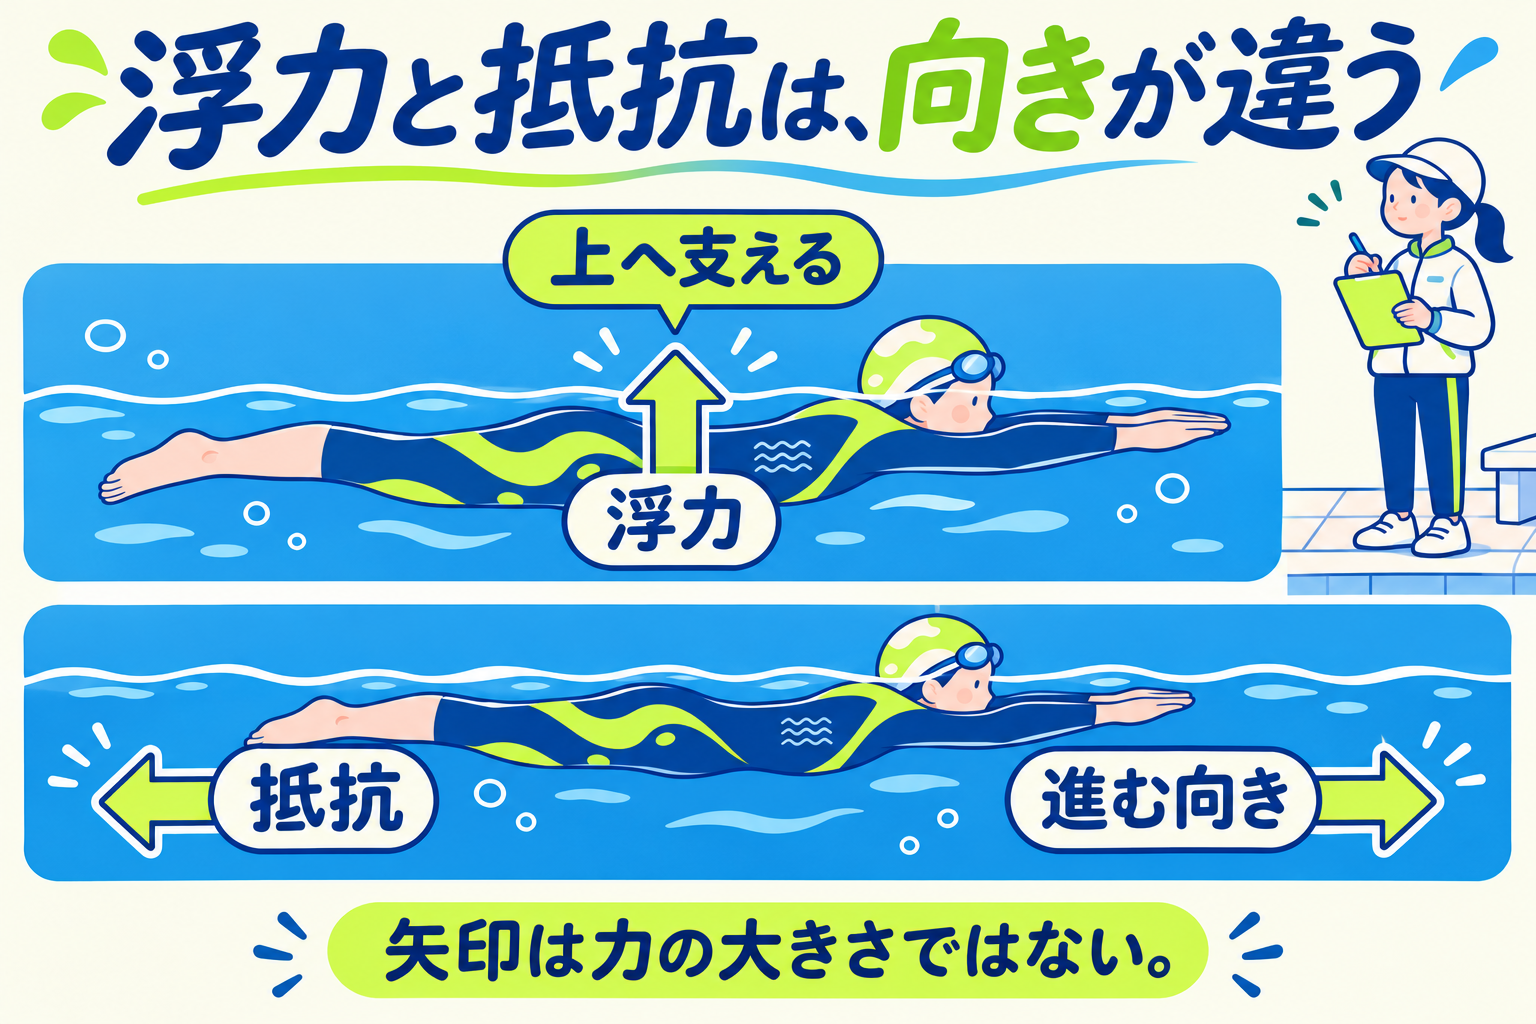 浮力と抵抗は、向きが違う
上へ支える
浮力
抵抗
進む向き
矢印は力の大きさではない。